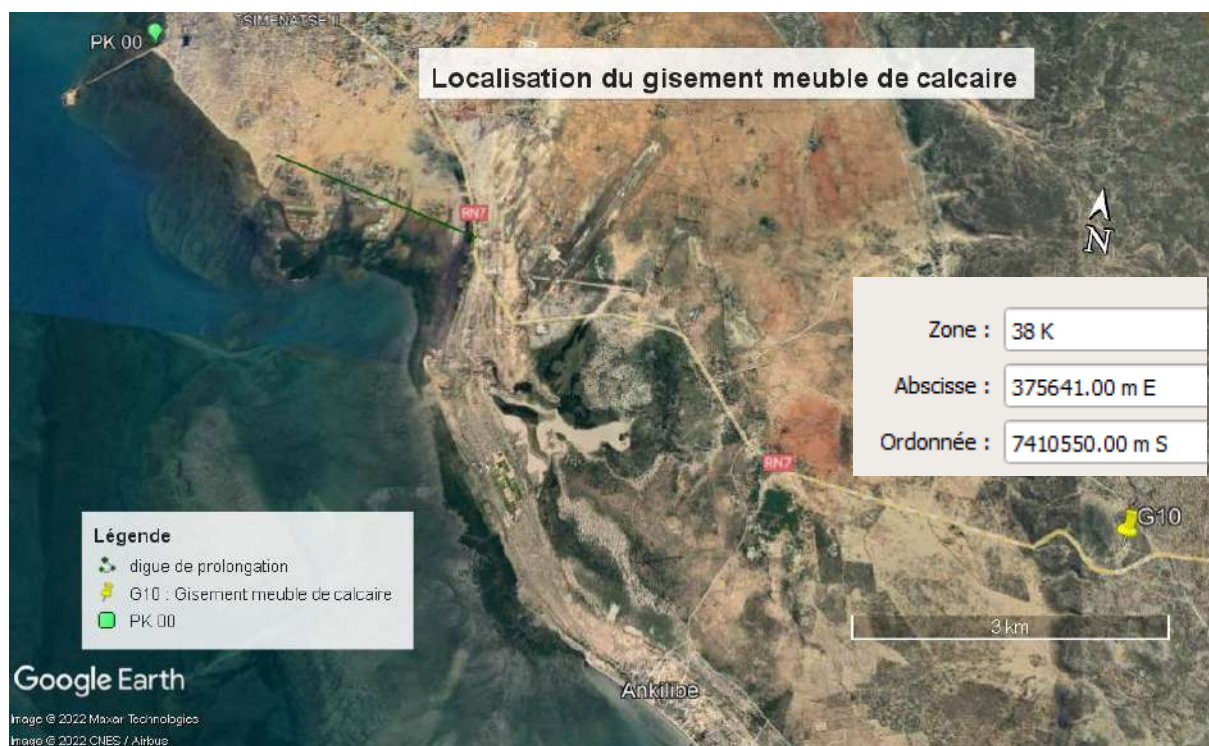 TSIMENATSE II
PK 00
Localisation du gisement meuble de calcaire
RN7
Zone : 38 K
Abscisse : 375641.00 m E
Ordonnée : 7410550.00 m S
RN7
G10
Légende
digue de prolongation
G10 : Gisement meuble de calcaire
PK 00
3 km
N
Ankilibe
Google Earth
Image © 2022 Maxar Technologies
Image © 2022 CNES / Airbus